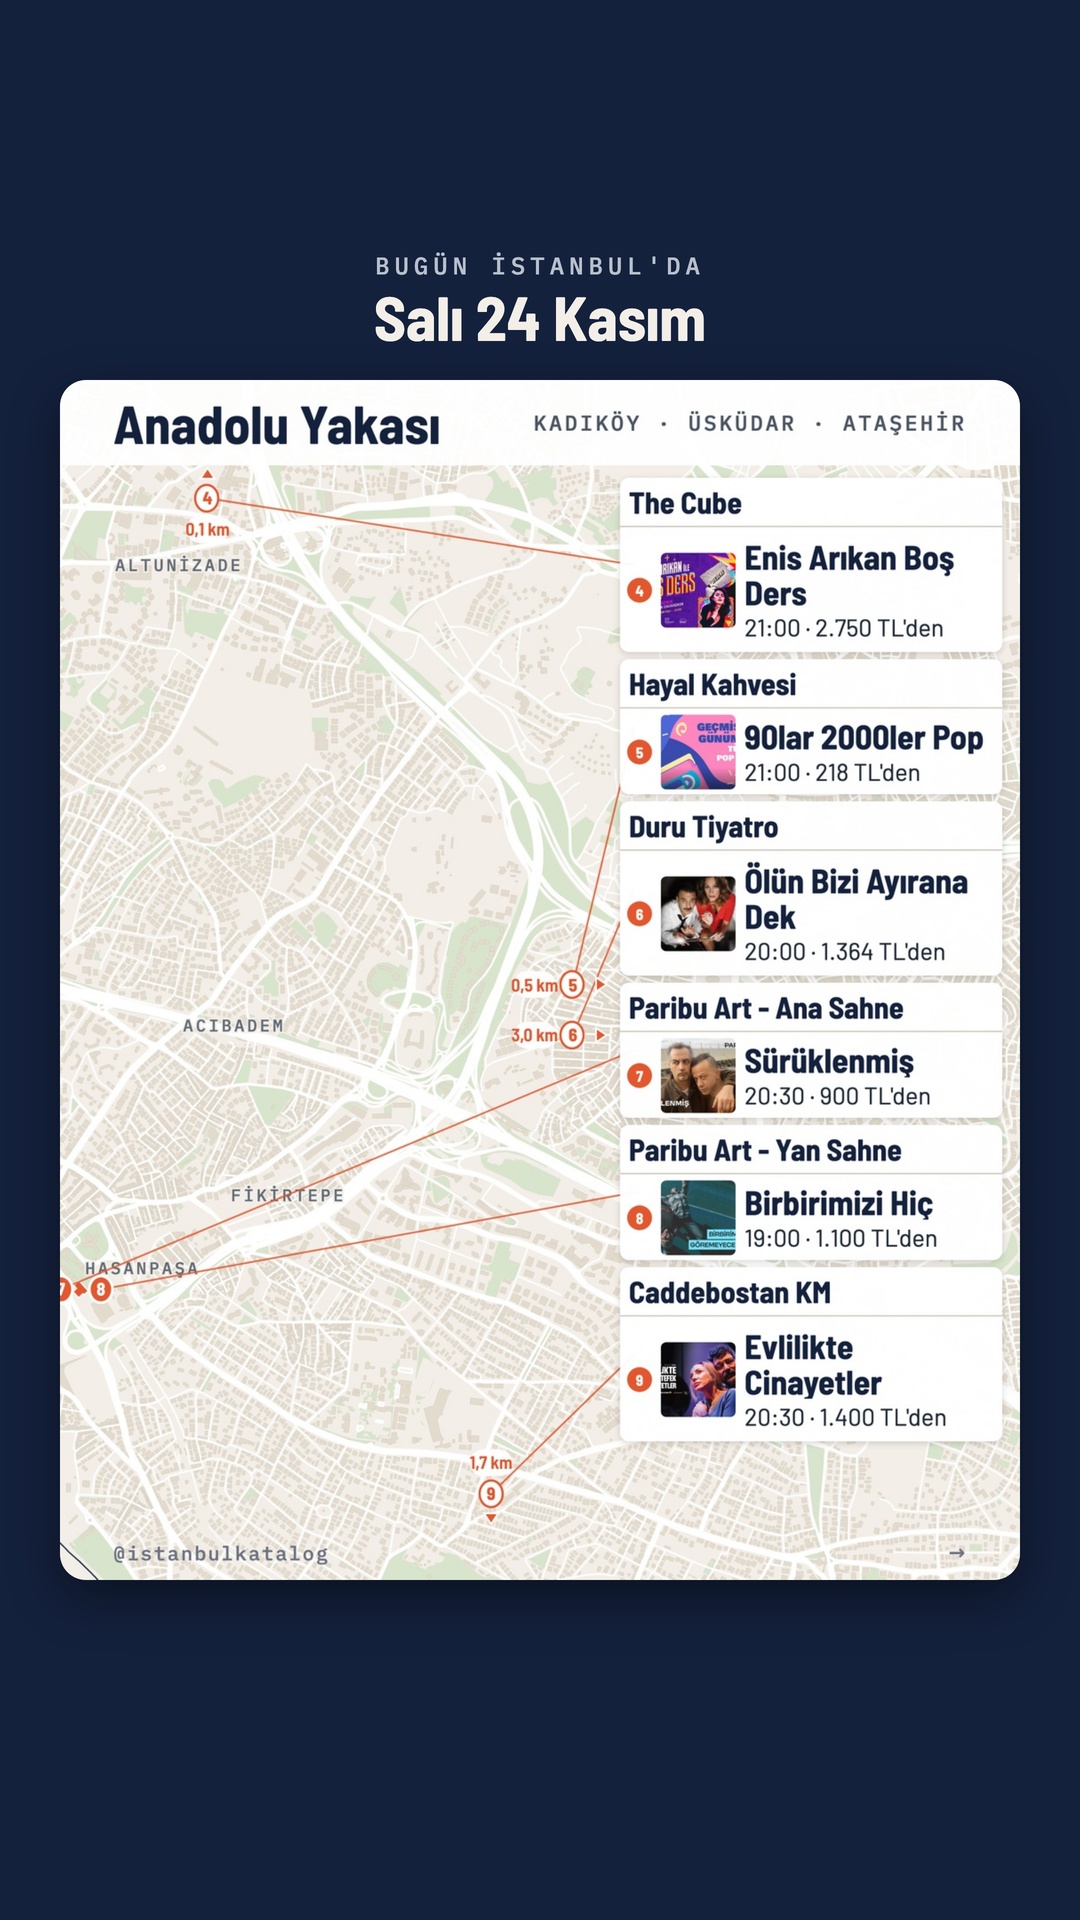 BUGÜN İSTANBUL'DA
Salı 24 Kasım
Anadolu Yakası
KADIKÖY · ÜSKÜDAR · ATAŞEHİR
4
0,1 km
ALTUNİZADE
The Cube
4
DERS
Enis Arıkan Boş
Ders
21:00 · 2.750 TL'den
Hayal Kahvesi
5
90lar 2000ler Pop
21:00 · 218 TL'den
Duru Tiyatro
6
Ölün Bizi Ayırana
Dek
20:00 · 1.364 TL'den
0,5 km 5
3,0 km 6
ACIBADEM
Paribu Art - Ana Sahne
7
LENMİŞ
Sürüklenmiş
20:30 · 900 TL'den
Paribu Art - Yan Sahne
8
Birbirimizi Hiç
19:00 · 1.100 TL'den
FİKİRTEPE
HASANPAŞA
7 8
Caddebostan KM
9
Evlilikte
Cinayetler
20:30 · 1.400 TL'den
1,7 km
9
@istanbulkatalog →